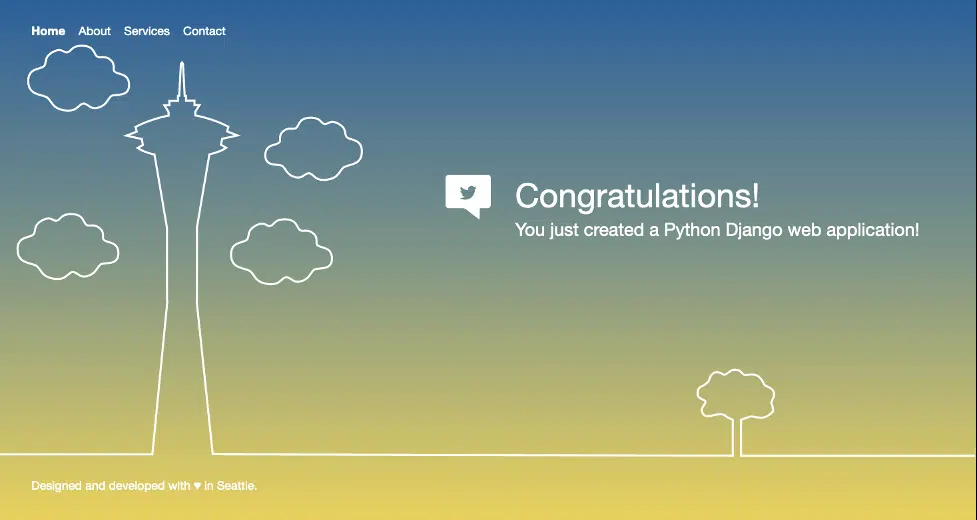 Home About Services Contact
Congratulations!
You just created a Python Django web application!
Designed and developed with ♥ in Seattle.